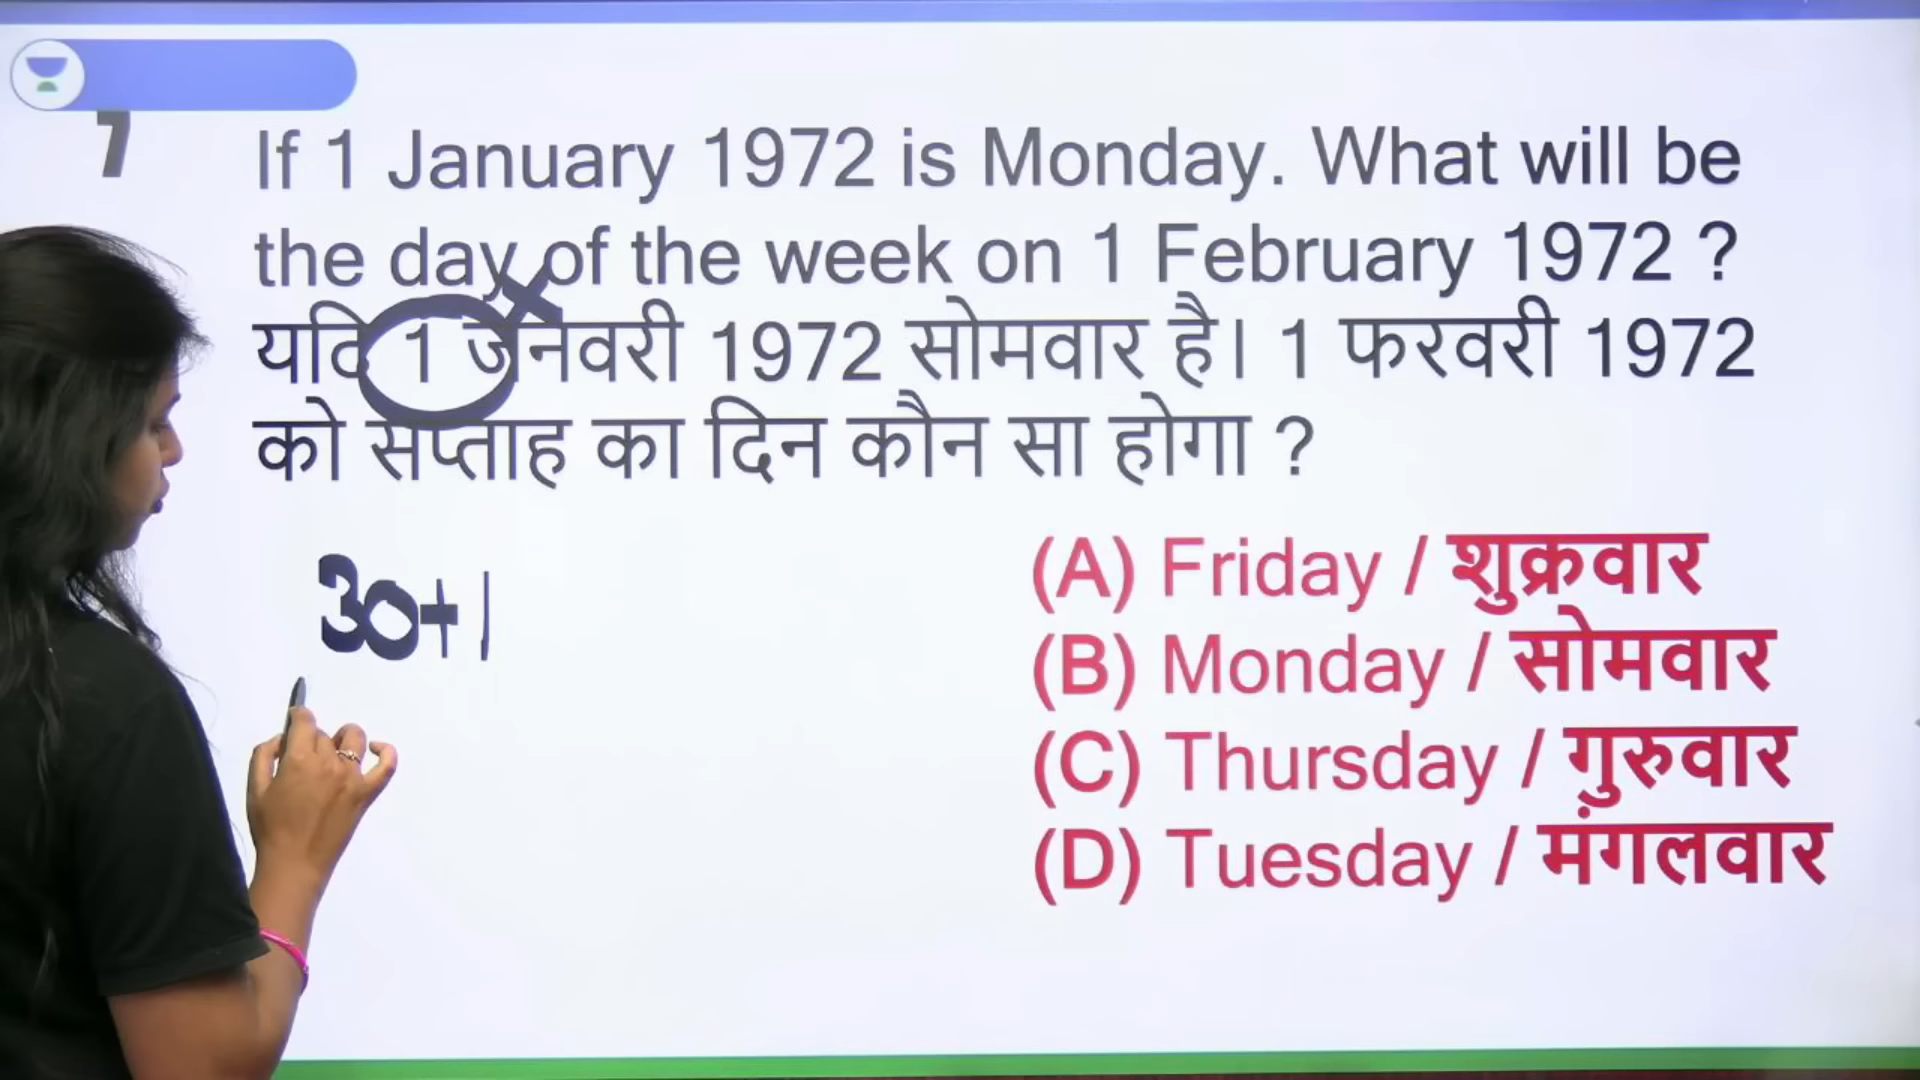 7
If 1 January 1972 is Monday. What will be
the day of the week on 1 February 1972 ?
यदि 1 जनवरी 1972 सोमवार है। 1 फरवरी 1972
को सप्ताह का दिन कौन सा होगा ?
30+1
(A) Friday / शुक्रवार
(B) Monday / सोमवार
(C) Thursday / गुरुवार
(D) Tuesday / मंगलवार